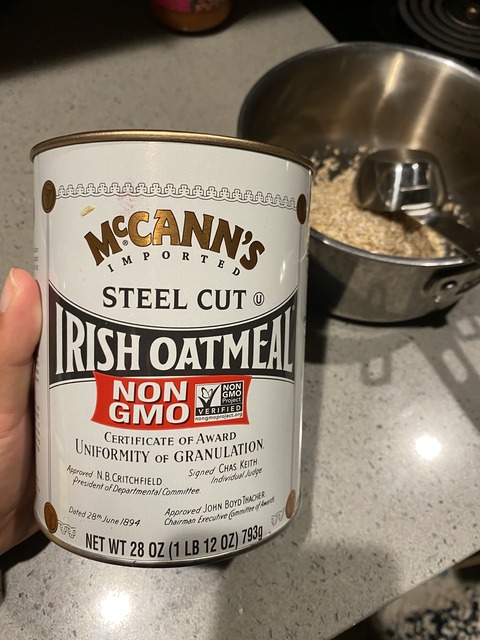 McCANN'S
IMPORTED
STEEL CUT U
IRISH OATMEAL
NON
GMO
NON
GMO
Project
VERIFIED
nongmoproject.org
CERTIFICATE OF AWARD
UNIFORMITY OF GRANULATION.
Approved N.B. CRITCHFIELD
President of Departmental Committee.
Signed CHAS. KEITH
Individual Judge
Dated 28th June 1894
Approved JOHN BOYD THACHER,
Chairman Executive Committee of Awards.
NET WT 28 OZ (1 LB 12 OZ) 793g